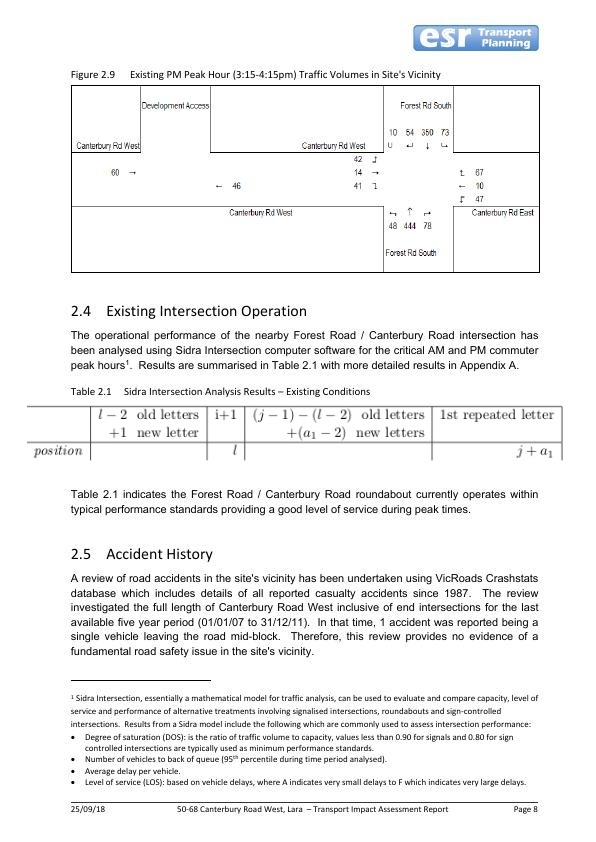 esr Transport
Planning
Figure 2.9 Existing PM Peak Hour (3:15-4:15pm) Traffic Volumes in Site's Vicinity
Development Access
Forest Rd South
10 54 350 73
Canterbury Rd West
Canterbury Rd West
42
60 →
14 →
67
← 46
41
← 10
47
Canterbury Rd West
Canterbury Rd East
48 444 78
Forest Rd South
2.4 Existing Intersection Operation
The operational performance of the nearby Forest Road / Canterbury Road intersection has
been analysed using Sidra Intersection computer software for the critical AM and PM commuter
peak hours¹. Results are summarised in Table 2.1 with more detailed results in Appendix A.
Table 2.1 Sidra Intersection Analysis Results – Existing Conditions
l − 2 old letters i+1 (j − 1) − (l − 2) old letters 1st repeated letter
+1 new letter +(a₁ − 2) new letters
position l j + a₁
Table 2.1 indicates the Forest Road / Canterbury Road roundabout currently operates within
typical performance standards providing a good level of service during peak times.
2.5 Accident History
A review of road accidents in the site's vicinity has been undertaken using VicRoads Crashstats
database which includes details of all reported casualty accidents since 1987. The review
investigated the full length of Canterbury Road West inclusive of end intersections for the last
available five year period (01/01/07 to 31/12/11). In that time, 1 accident was reported being a
single vehicle leaving the road mid-block. Therefore, this review provides no evidence of a
fundamental road safety issue in the site's vicinity.
¹ Sidra Intersection, essentially a mathematical model for traffic analysis, can be used to evaluate and compare capacity, level of
service and performance of alternative treatments involving signalised intersections, roundabouts and sign-controlled
intersections. Results from a Sidra model include the following which are commonly used to assess intersection performance:
• Degree of saturation (DOS): is the ratio of traffic volume to capacity, values less than 0.90 for signals and 0.80 for sign
controlled intersections are typically used as minimum performance standards.
• Number of vehicles to back of queue (95th percentile during time period analysed).
• Average delay per vehicle.
• Level of service (LOS): based on vehicle delays, where A indicates very small delays to F which indicates very large delays.
25/09/18 50-68 Canterbury Road West, Lara – Transport Impact Assessment Report Page 8